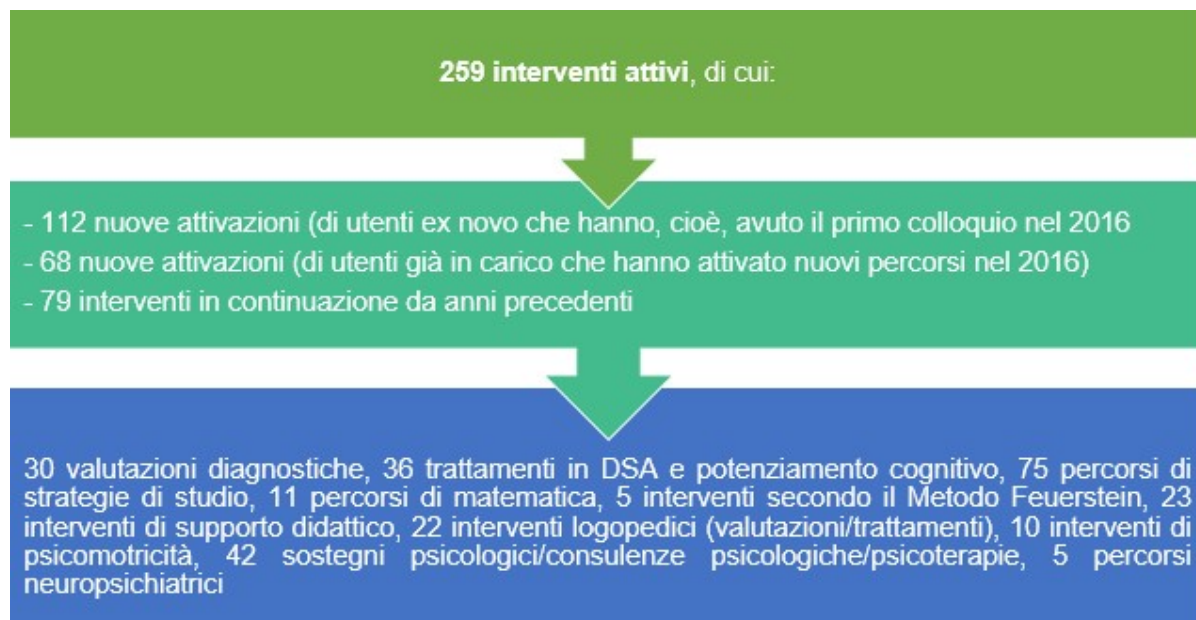 259 interventi attivi, di cui:
- 112 nuove attivazioni (di utenti ex novo che hanno, cioè, avuto il primo colloquio nel 2016
- 68 nuove attivazioni (di utenti già in carico che hanno attivato nuovi percorsi nel 2016)
- 79 interventi in continuazione da anni precedenti
30 valutazioni diagnostiche, 36 trattamenti in DSA e potenziamento cognitivo, 75 percorsi di
strategie di studio, 11 percorsi di matematica, 5 interventi secondo il Metodo Feuerstein, 23
interventi di supporto didattico, 22 interventi logopedici (valutazioni/trattamenti), 10 interventi di
psicomotricità, 42 sostegni psicologici/consulenze psicologiche/psicoterapie, 5 percorsi
neuropsichiatrici